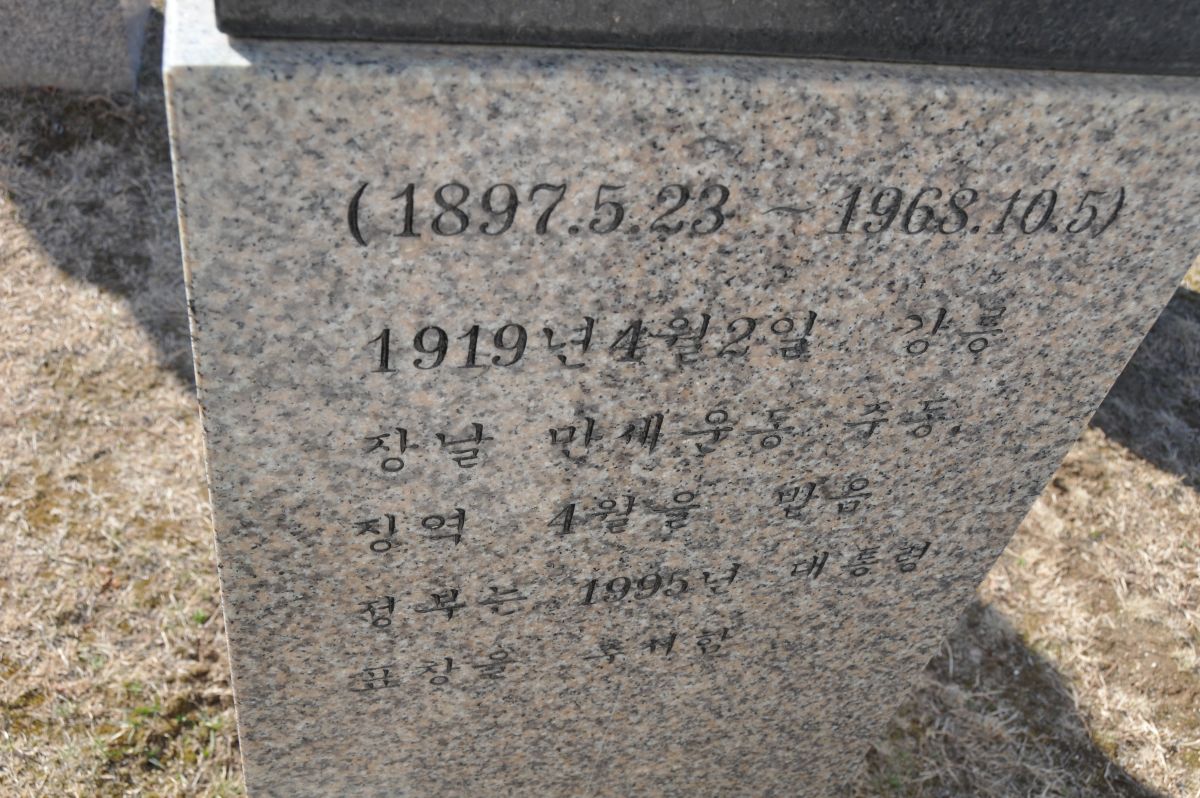 (1897.5.23 ~ 1968.10.5)
1919년4월2일 강릉
장날 만세운동 주동,
징역 4월을 받음
정부는 1995년 대통령
표창을 추서함